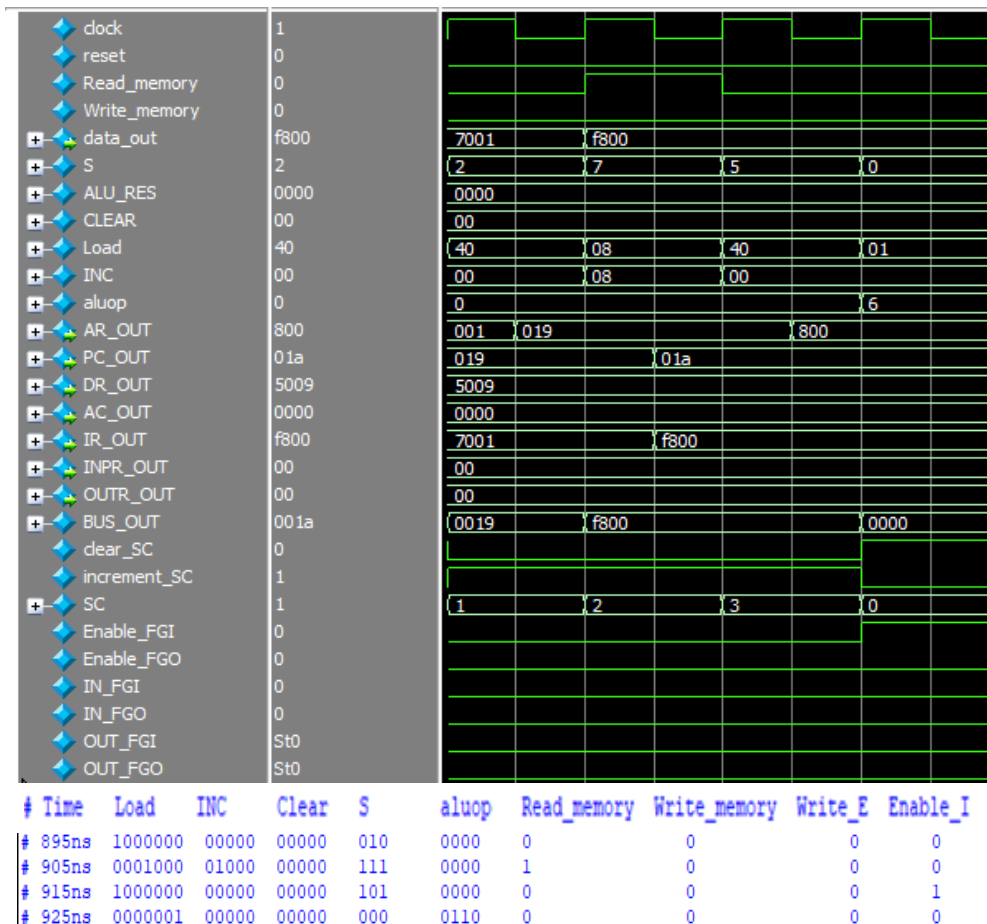 clock 1
reset 0
Read_memory 0
Write_memory 0
data_out f800 7001 f800
S 2 2 7 5 0
ALU_RES 0000 0000
CLEAR 00 00
Load 40 40 08 40 01
INC 00 00 08 00
aluop 0 0 6
AR_OUT 800 001 019 800
PC_OUT 01a 019 01a
DR_OUT 5009 5009
AC_OUT 0000 0000
IR_OUT f800 7001 f800
INPR_OUT 00 00
OUTR_OUT 00 00
BUS_OUT 001a 0019 f800 0000
clear_SC 0
increment_SC 1
SC 1 1 2 3 0
Enable_FGI 0
Enable_FGO 0
IN_FGI 0
IN_FGO 0
OUT_FGI St0
OUT_FGO St0
# Time Load INC Clear S aluop Read_memory Write_memory Write_E Enable_I
# 895ns 1000000 00000 00000 010 0000 0 0 0 0
# 905ns 0001000 01000 00000 111 0000 1 0 0 0
# 915ns 1000000 00000 00000 101 0000 0 0 0 1
# 925ns 0000001 00000 00000 000 0110 0 0 0 0